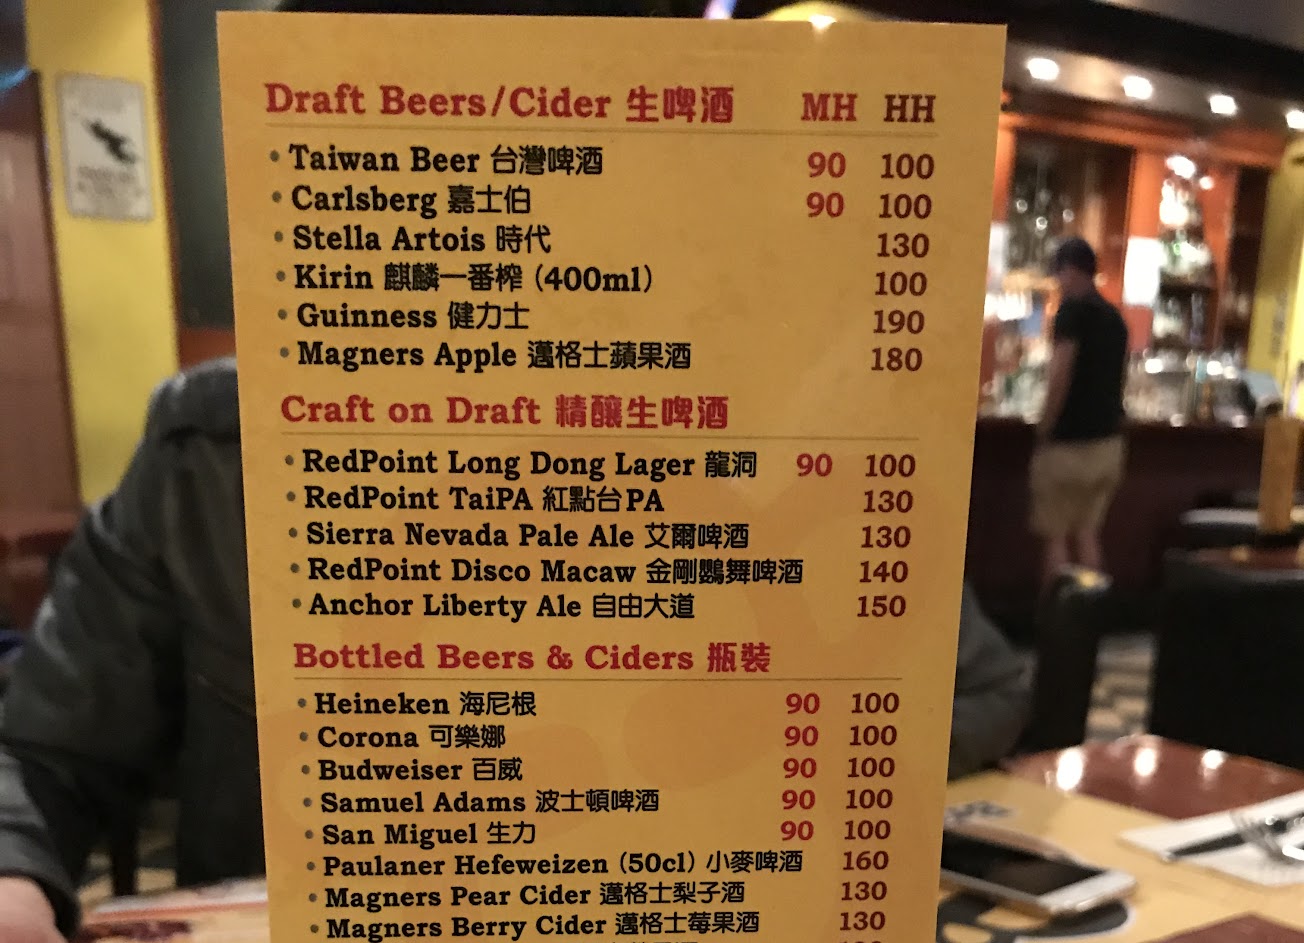 Draft Beers/Cider 生啤酒 MH HH
• Taiwan Beer 台灣啤酒 90 100
• Carlsberg 嘉士伯 90 100
• Stella Artois 時代 130
• Kirin 麒麟一番榨 (400ml) 100
• Guinness 健力士 190
• Magners Apple 邁格士蘋果酒 180
Craft on Draft 精釀生啤酒
• RedPoint Long Dong Lager 龍洞 90 100
• RedPoint TaiPA 紅點台PA 130
• Sierra Nevada Pale Ale 艾爾啤酒 130
• RedPoint Disco Macaw 金剛鸚舞啤酒 140
• Anchor Liberty Ale 自由大道 150
Bottled Beers & Ciders 瓶裝
• Heineken 海尼根 90 100
• Corona 可樂娜 90 100
• Budweiser 百威 90 100
• Samuel Adams 波士頓啤酒 90 100
• San Miguel 生力 90 100
• Paulaner Hefeweizen (50cl) 小麥啤酒 160
• Magners Pear Cider 邁格士梨子酒 130
• Magners Berry Cider 邁格士莓果酒 130